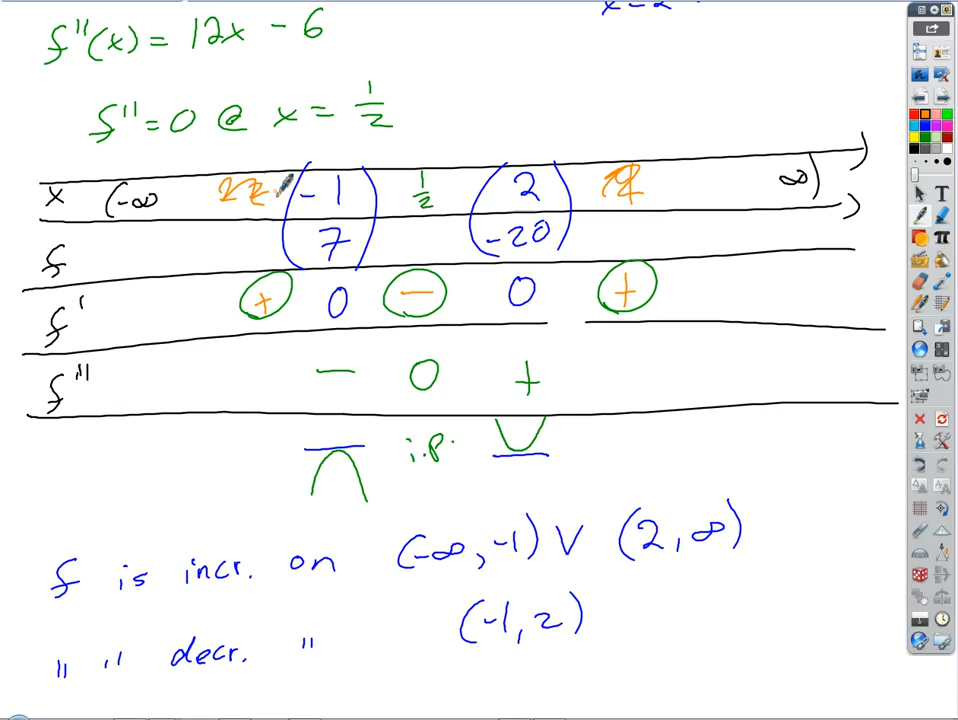 x=2
f''(x) = 12x - 6
f''=0 @ x = 1/2
x (-∞ -1 1/2 2 ∞)
f 7 -20
f' + 0 - 0 +
f'' - 0 +
i.p.
f is incr. on (-∞,-1) ∨ (2,∞)
" " decr. " (-1,2)